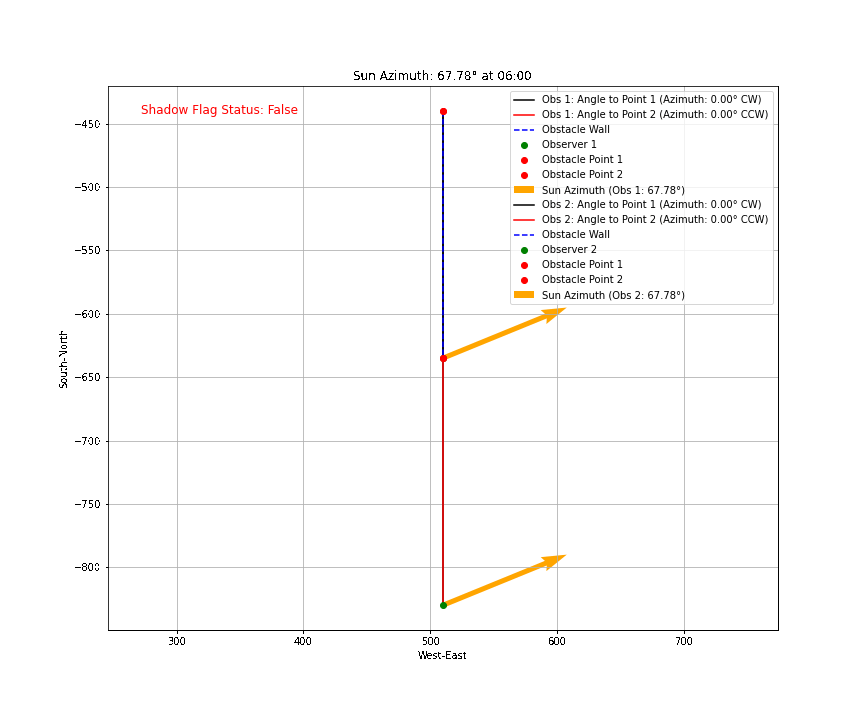 Sun Azimuth: 67.78° at 06:00
Shadow Flag Status: False
Obs 1: Angle to Point 1 (Azimuth: 0.00° CW)
Obs 1: Angle to Point 2 (Azimuth: 0.00° CCW)
Obstacle Wall
Observer 1
Obstacle Point 1
Obstacle Point 2
Sun Azimuth (Obs 1: 67.78°)
Obs 2: Angle to Point 1 (Azimuth: 0.00° CW)
Obs 2: Angle to Point 2 (Azimuth: 0.00° CCW)
Obstacle Wall
Observer 2
Obstacle Point 1
Obstacle Point 2
Sun Azimuth (Obs 2: 67.78°)
South-North
−450
−500
−550
−600
−650
−700
−750
−800
300 400 500 600 700
West-East